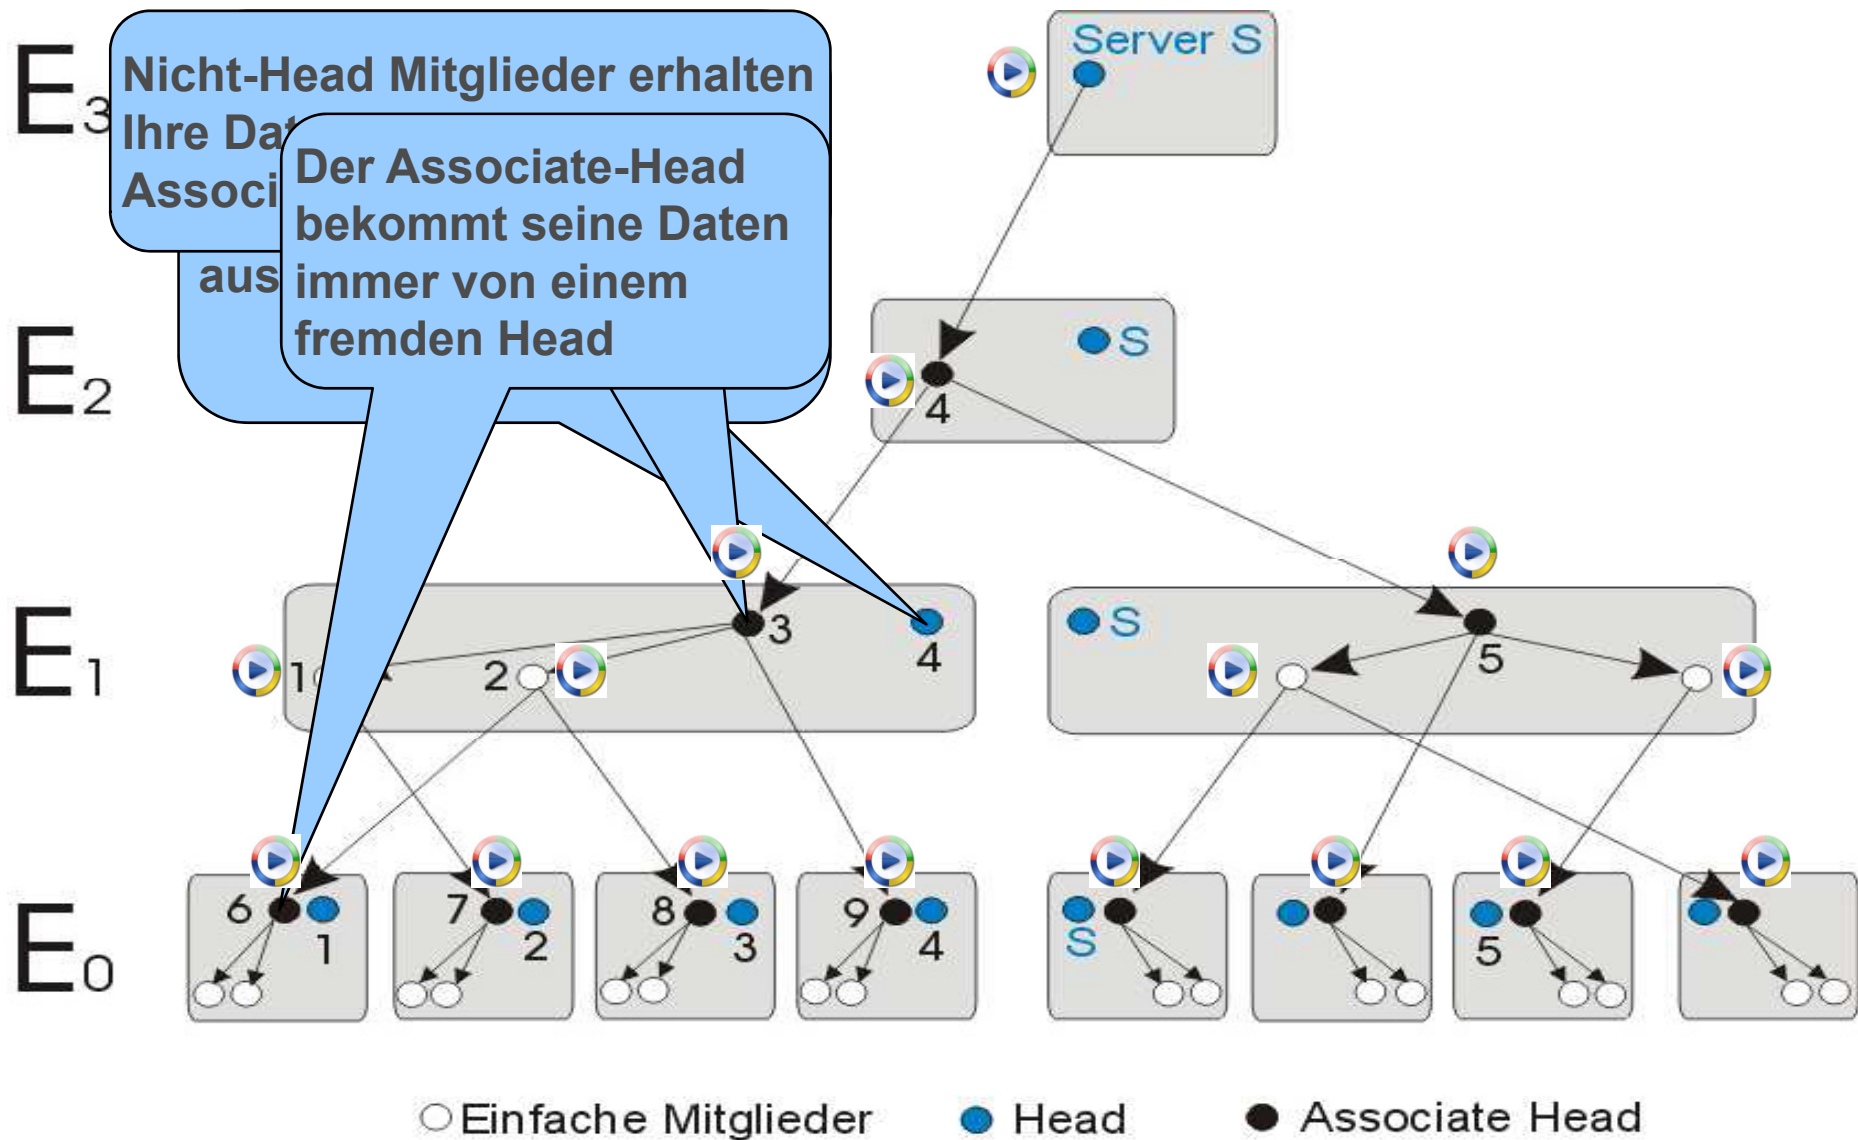 E3
Nicht-Head Mitglieder erhalten
Ihre
Der Associate-Head
bekommt seine Daten
immer von einem
fremden Head
aus
Server S
E2
4
S
E1
1
2
3
4
S
5
E0
6
1
7
2
8
3
9
4
S
5
Einfache Mitglieder
Head
Associate Head